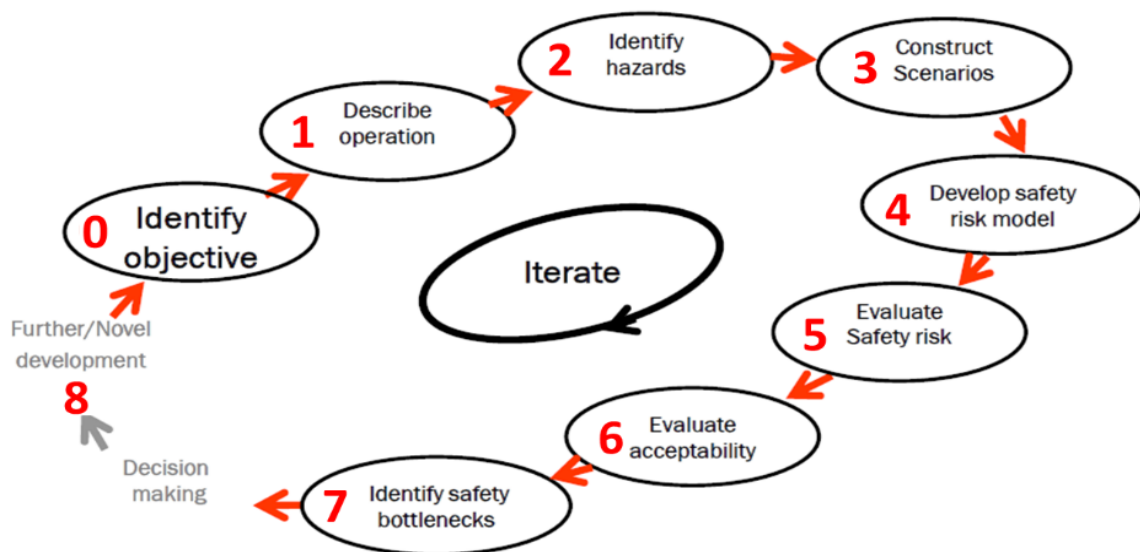 0
Identify
objective
1
Describe
operation
2
Identify
hazards
3
Construct
Scenarios
4
Develop safety
risk model
5
Evaluate
Safety risk
6
Evaluate
acceptability
7
Identify safety
bottlenecks
Decision
making
8
Further/Novel
development
Iterate